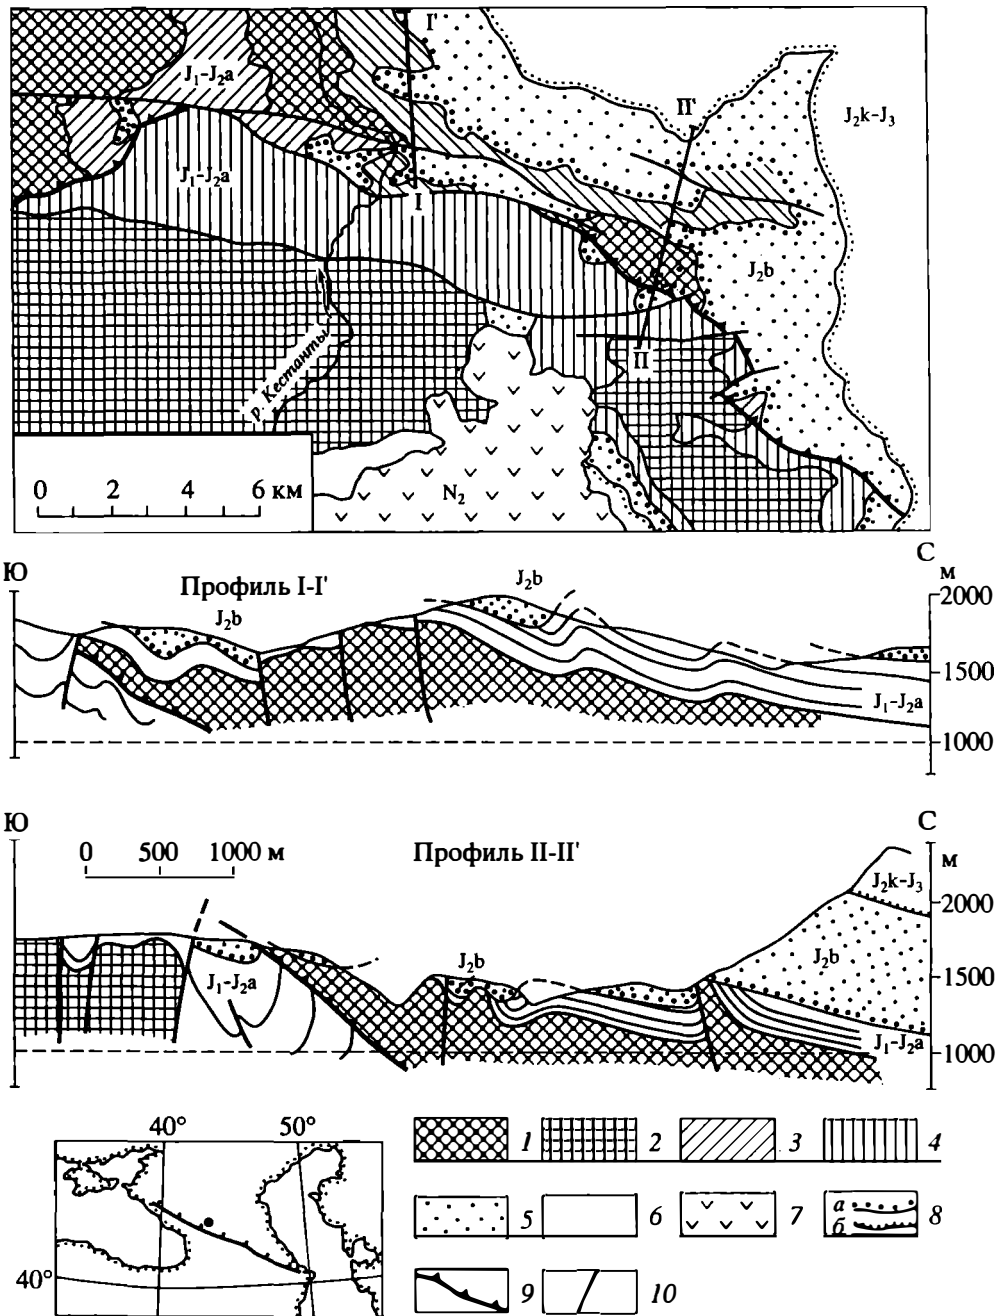 I'
J₁–J₂a
II'
J₂k–J₃
J₁–J₂a
I
J₂b
II
р. Кестанты
0 2 4 6 км
N₂
Ю
С
Профиль I-I'
J₂b
м
2000
J₂b
1500
J₁–J₂a
1000
Ю
С
0 500 1000 м
Профиль II-II'
м
J₂k–J₃
2000
J₂b
J₂b
J₁–J₂a
1500
J₁–J₂a
1000
40° 50°
40°
1 2 3 4
5 6 7 а б 8
9 10